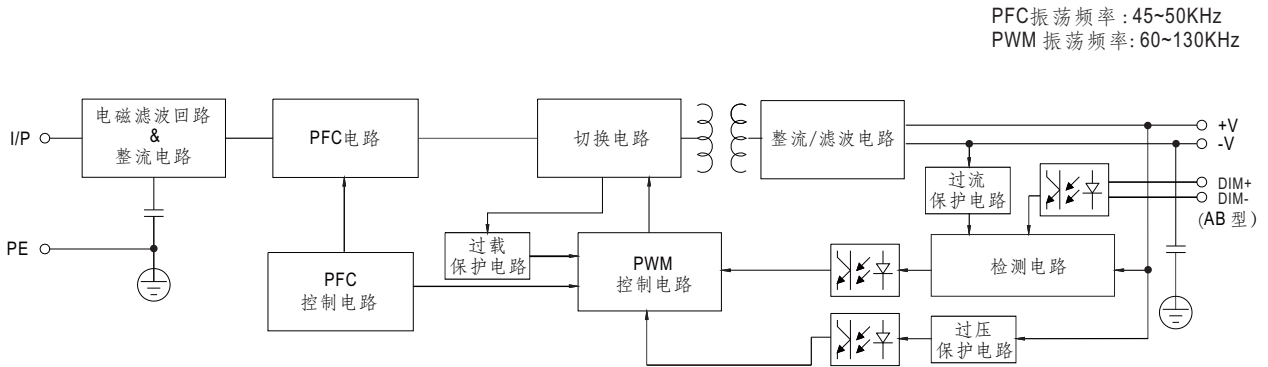 PFC振荡频率：45~50KHz
PWM 振荡频率：60~130KHz
I/P
电磁滤波回路
&
整流电路
PFC电路
切换电路
整流/滤波电路
+V
-V
过流
保护电路
DIM+
DIM-
(AB 型)
PE
过载
保护电路
PFC
控制电路
PWM
控制电路
检测电路
过压
保护电路